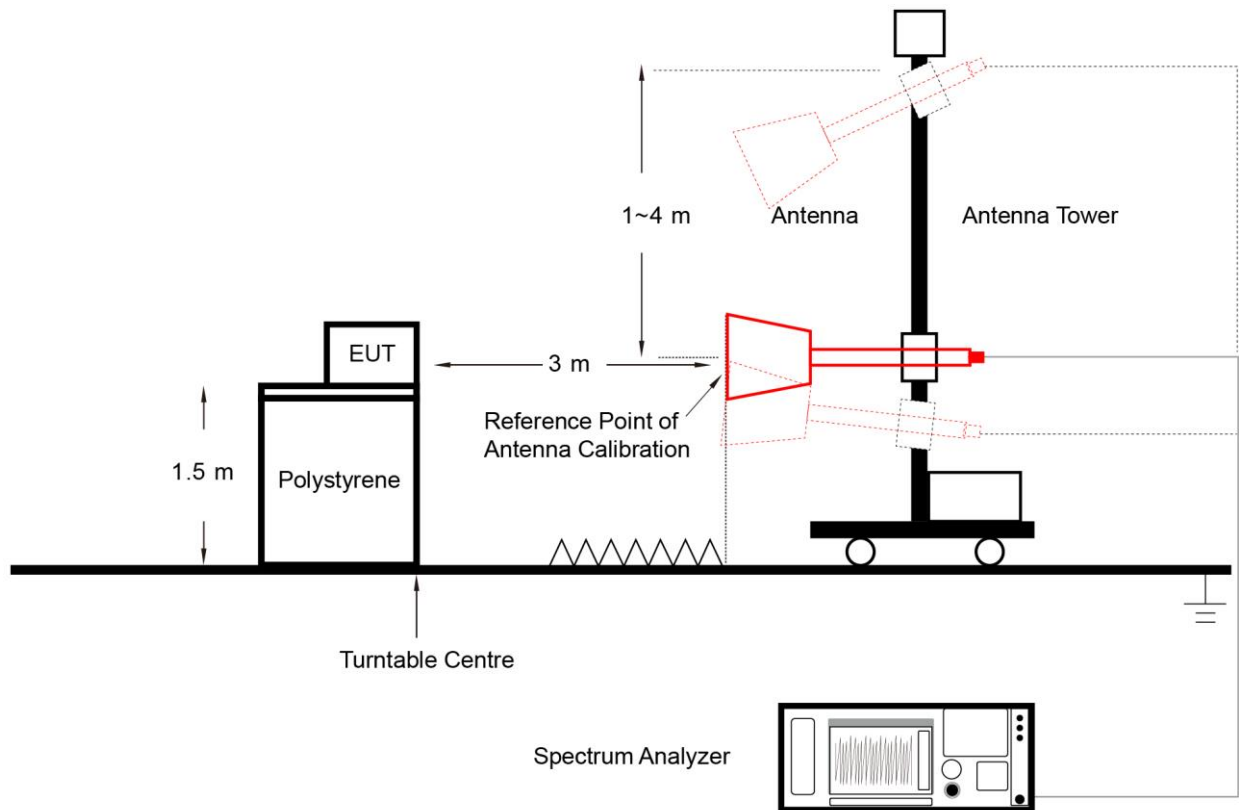 1~4 m
Antenna
Antenna Tower
EUT
3 m
Reference Point of
Antenna Calibration
1.5 m
Polystyrene
Turntable Centre
Spectrum Analyzer